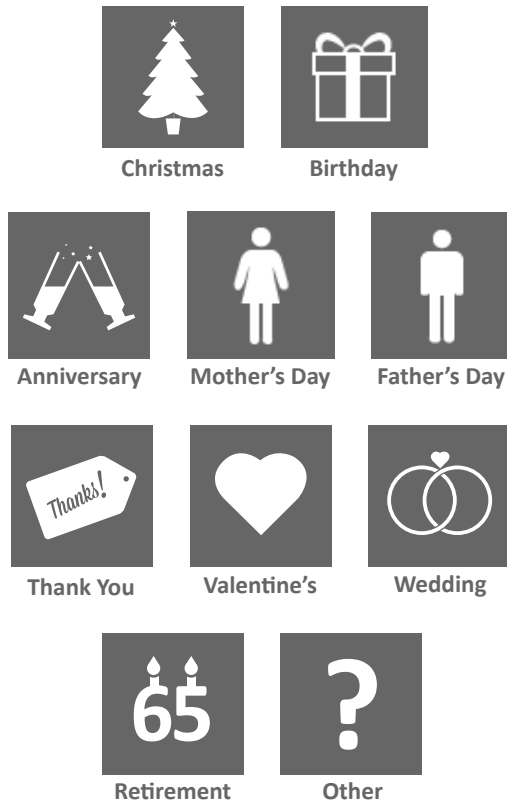 Christmas
Birthday
Anniversary
Mother's Day
Father's Day
Thanks!
Thank You
Valentine's
Wedding
65
?
Retirement
Other